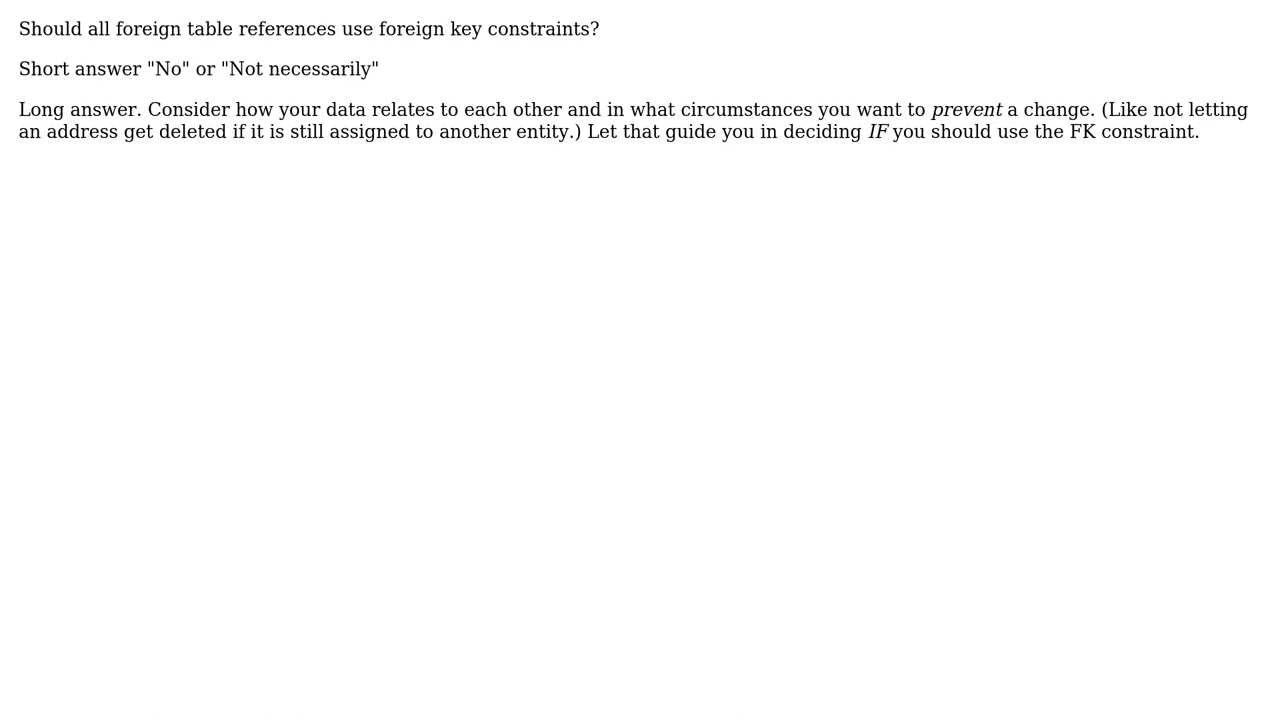 Should all foreign table references use foreign key constraints?
Short answer "No" or "Not necessarily"
Long answer. Consider how your data relates to each other and in what circumstances you want to prevent a change. (Like not letting
an address get deleted if it is still assigned to another entity.) Let that guide you in deciding IF you should use the FK constraint.